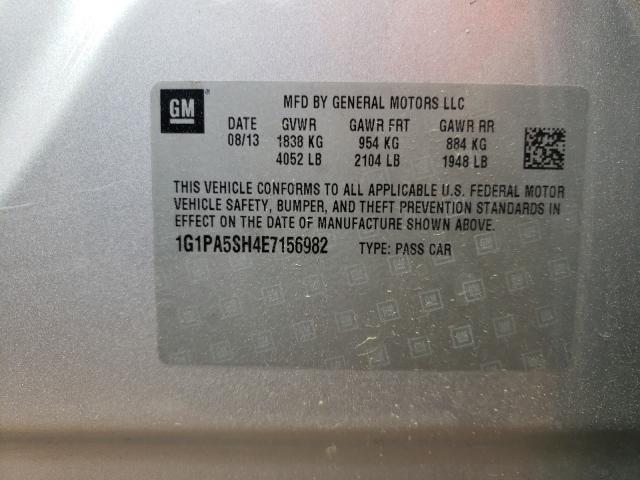 GM
MFD BY GENERAL MOTORS LLC
DATE GVWR GAWR FRT GAWR RR
08/13 1838 KG 954 KG 884 KG
4052 LB 2104 LB 1948 LB
THIS VEHICLE CONFORMS TO ALL APPLICABLE U.S. FEDERAL MOTOR
VEHICLE SAFETY, BUMPER, AND THEFT PREVENTION STANDARDS IN
EFFECT ON THE DATE OF MANUFACTURE SHOWN ABOVE.
1G1PA5SH4E7156982 TYPE: PASS CAR